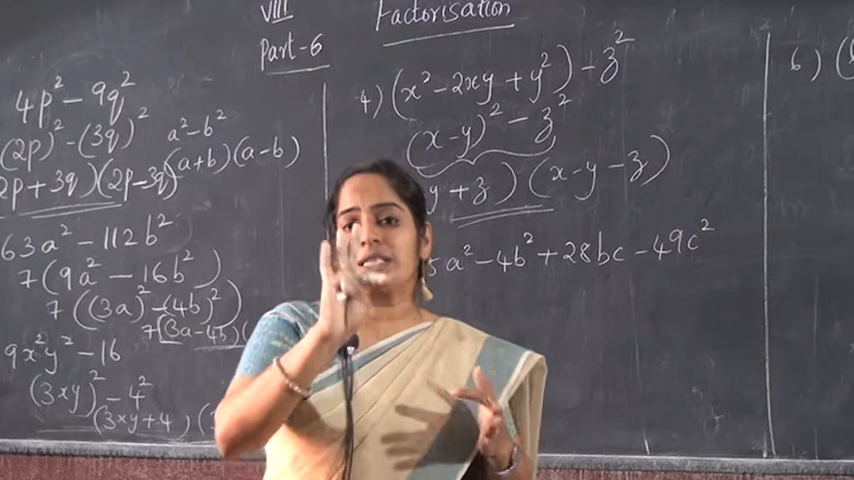 VIII
Factorisation
Part-6
4p² - 9q²
(2p)² - (3q)²
a² - b²
2p + 3q)(2p - 3q)
(a+b)(a-b)
63a² - 112b²
7(9a² - 16b²)
7((3a)² - (4b)²)
7[(3a-4b)(
9x²y² - 16
(3xy)² - 4²
(3xy+4)(
4) (x² - 2xy + y²) - z²
(x-y)² - z²
y + z)(x-y-z)
a² - 4b² + 28bc - 49c²
6) (